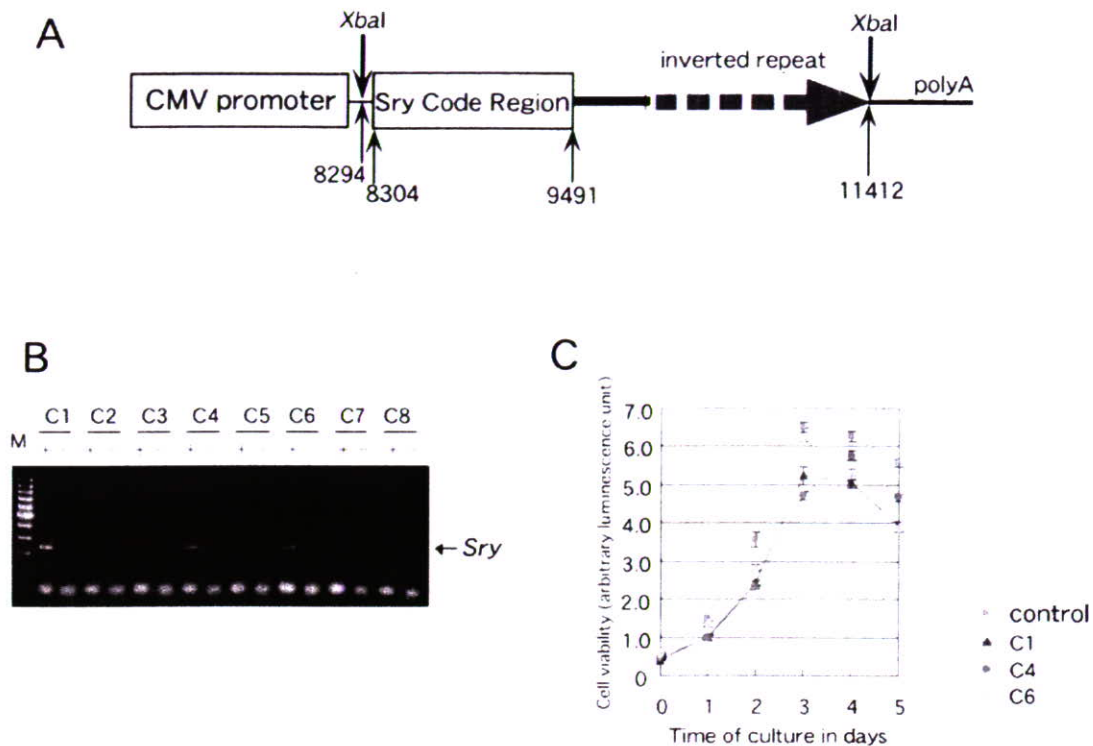 A
XbaI
XbaI
inverted repeat
CMV promoter
Sry Code Region
polyA
8294
8304
9491
11412
B
C1 C2 C3 C4 C5 C6 C7 C8
M
+ - + - + - + - + - + - + - + -
←Sry
C
Cell viability (arbitrary luminescence unit)
7.0
6.0
5.0
4.0
3.0
2.0
1.0
0
0 1 2 3 4 5
Time of culture in days
control
C1
C4
C6